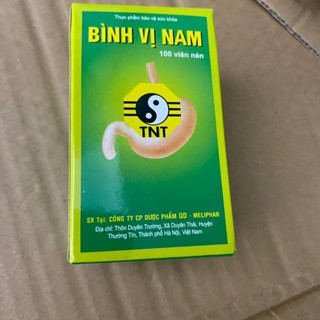 Thực phẩm bảo vệ sức khỏe
BÌNH VỊ NAM
100 viên nén
TNT
SX Tại: CÔNG TY CP DƯỢC PHẨM QD - MELIPHAR
Địa chỉ: Thôn Duyên Trường, Xã Duyên Thái, Huyện
Thường Tín, Thành phố Hà Nội, Việt Nam